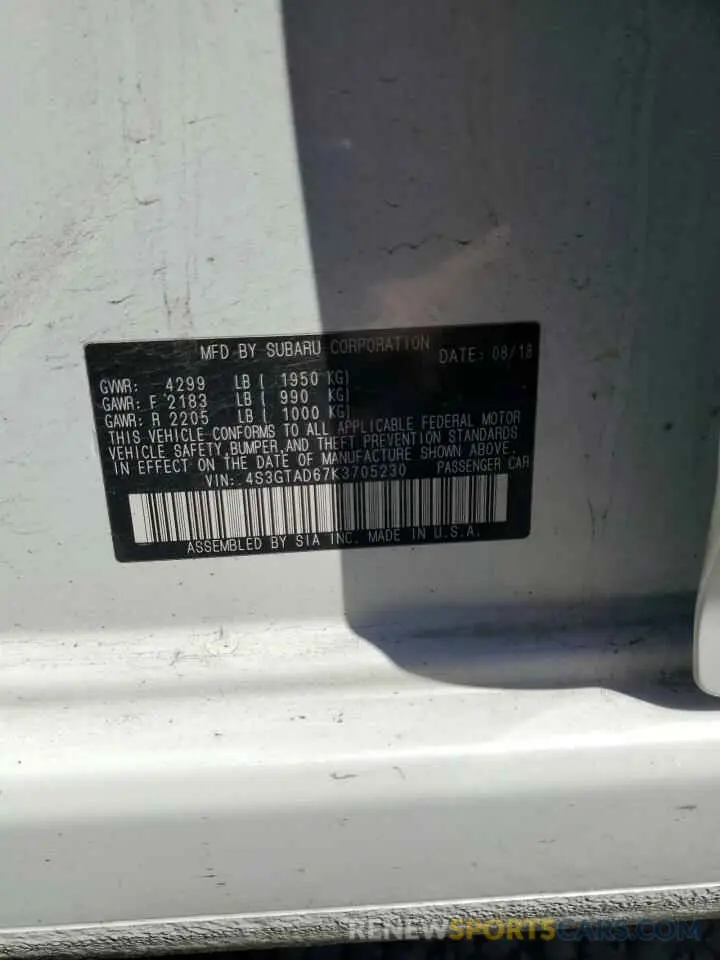 MFD BY SUBARU CORPORATION DATE: 08/18
GVWR: 4299 LB ( 1950 KG)
GAWR: F 2183 LB ( 990 KG)
GAWR: R 2205 LB ( 1000 KG)
THIS VEHICLE CONFORMS TO ALL APPLICABLE FEDERAL MOTOR
VEHICLE SAFETY, BUMPER, AND THEFT PREVENTION STANDARDS
IN EFFECT ON THE DATE OF MANUFACTURE SHOWN ABOVE.
VIN: 4S3GTAD67K3705230 PASSENGER CAR
ASSEMBLED BY SIA INC. MADE IN U.S.A.
RENEWSPORTSCARS.COM